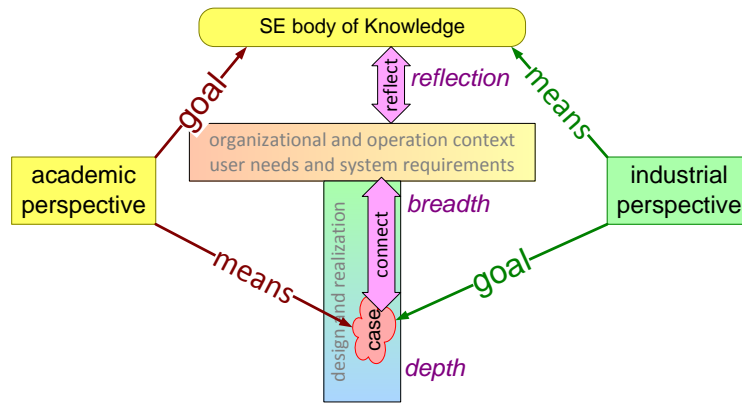 SE body of Knowledge
goal
reflect
reflection
means
organizational and operation context
user needs and system requirements
academic
perspective
industrial
perspective
breadth
connect
design and realization
means
goal
case
depth